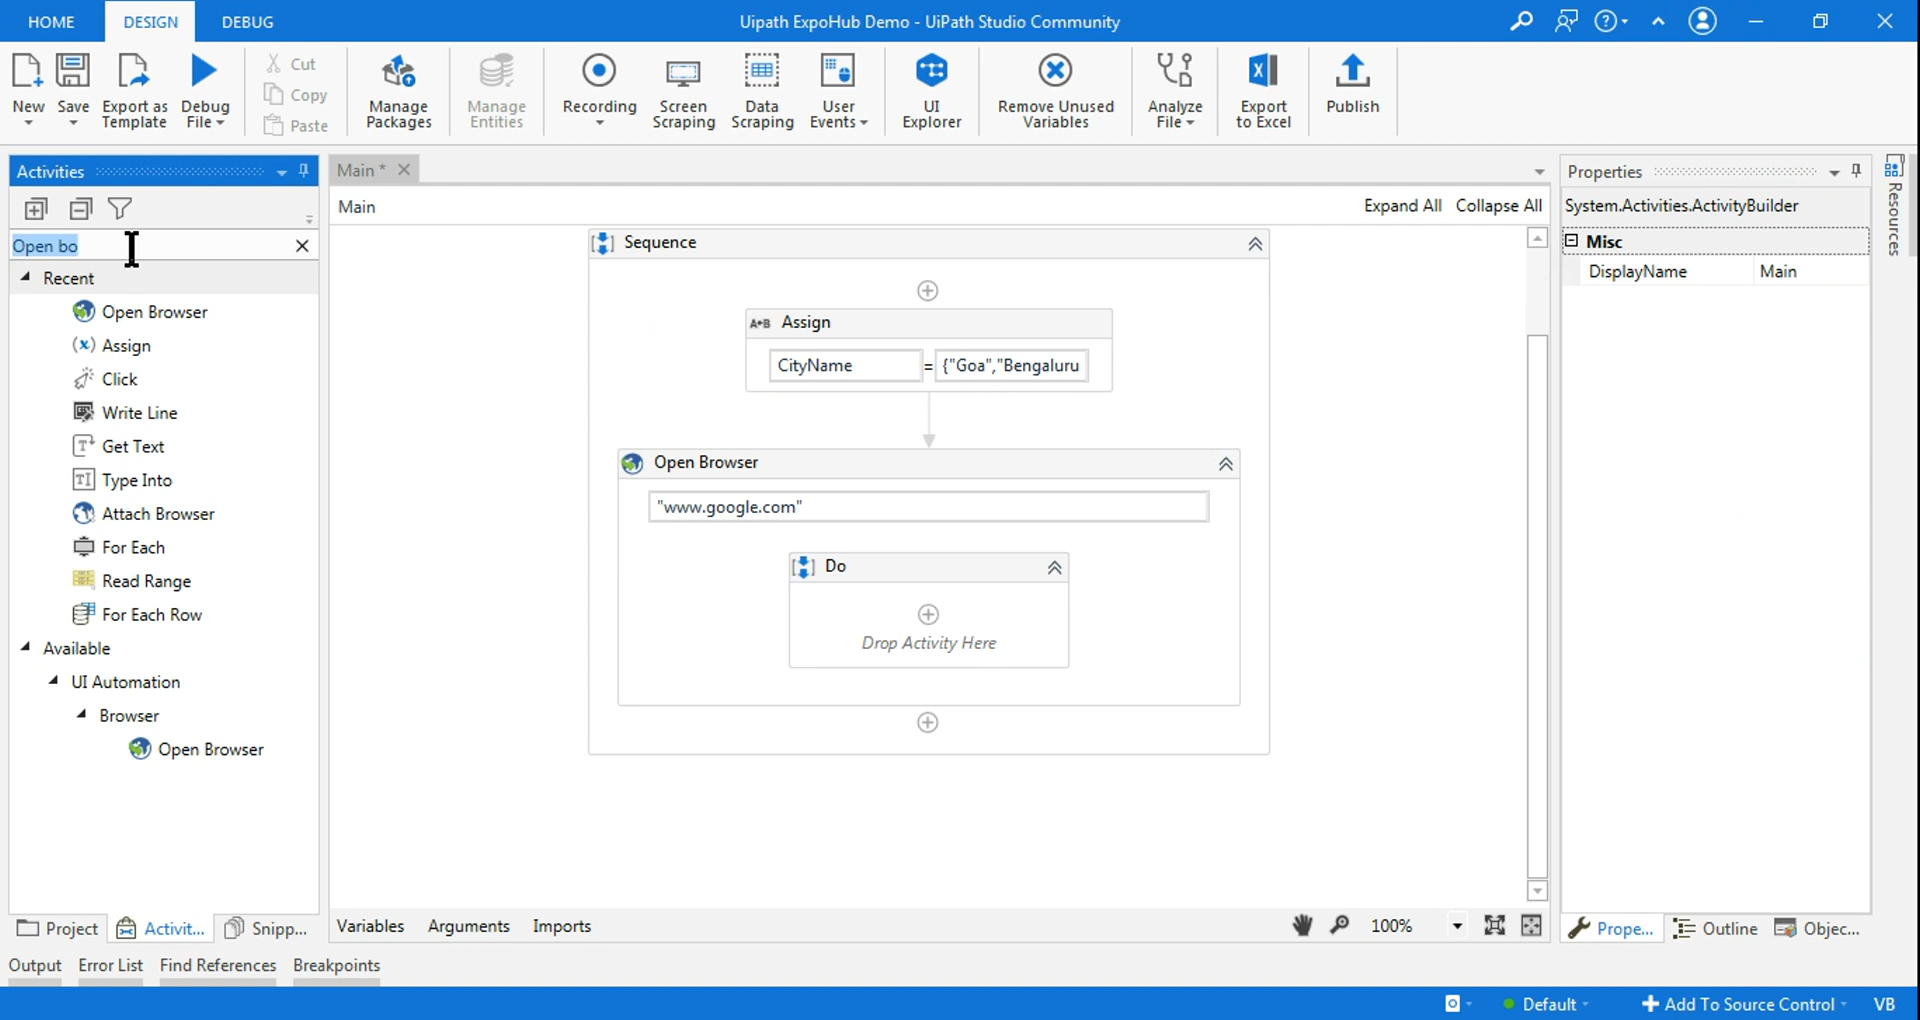 HOME DESIGN DEBUG Uipath ExpoHub Demo - UiPath Studio Community
New Save Export as Template Debug File Cut Copy Paste Manage Packages Manage Entities Recording Screen Scraping Data Scraping User Events UI Explorer Remove Unused Variables Analyze File Export to Excel Publish
Activities
Open bo
Recent
Open Browser
Assign
Click
Write Line
Get Text
Type Into
Attach Browser
For Each
Read Range
For Each Row
Available
UI Automation
Browser
Open Browser
Project Activit... Snipp...
Main *
Main Expand All Collapse All
Sequence
A+B Assign
CityName = {"Goa","Bengaluru
Open Browser
"www.google.com"
Do
Drop Activity Here
Variables Arguments Imports 100%
Properties
System.Activities.ActivityBuilder
Misc
DisplayName Main
Prope... Outline Objec...
Resources
Output Error List Find References Breakpoints
Default Add To Source Control VB